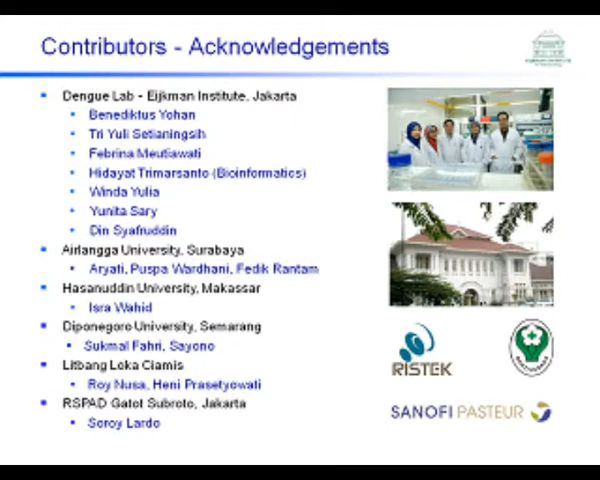 Contributors - Acknowledgements
Dengue Lab - Eijkman Institute, Jakarta
Benediktus Yohan
Tri Yuli Setianingsih
Febrina Meutiawati
Hidayat Trimarsanto (Bioinformatics)
Winda Yulia
Yunita Sary
Din Syafruddin
Airlangga University, Surabaya
Aryati, Puspa Wardhani, Fedik Rantam
Hasanuddin University, Makassar
Isra Wahid
Diponegoro University, Semarang
Sukmal Fahri, Sayono
Litbang Loka Ciamis
Roy Nusa, Heni Prasetyowati
RSPAD Gatot Subroto, Jakarta
Soroy Lardo
RISTEK
SANOFI PASTEUR